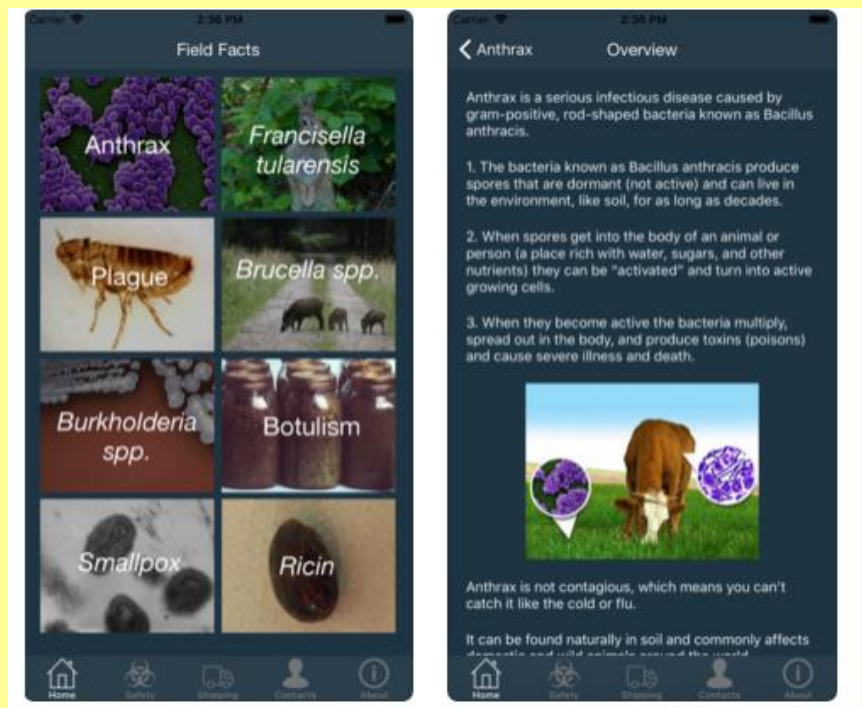 Carrier 2:36 PM
Field Facts
Anthrax
Francisella
tularensis
Plague
Brucella spp.
Burkholderia
spp.
Botulism
Smallpox
Ricin
Home Safety Shipping Contacts About
Carrier 2:36 PM
Anthrax Overview
Anthrax is a serious infectious disease caused by
gram-positive, rod-shaped bacteria known as Bacillus
anthracis.
1. The bacteria known as Bacillus anthracis produce
spores that are dormant (not active) and can live in
the environment, like soil, for as long as decades.
2. When spores get into the body of an animal or
person (a place rich with water, sugars, and other
nutrients) they can be “activated” and turn into active
growing cells.
3. When they become active the bacteria multiply,
spread out in the body, and produce toxins (poisons)
and cause severe illness and death.
Anthrax is not contagious, which means you can’t
catch it like the cold or flu.
It can be found naturally in soil and commonly affects
domestic and wild animals around the world.
Home Safety Shipping Contacts About